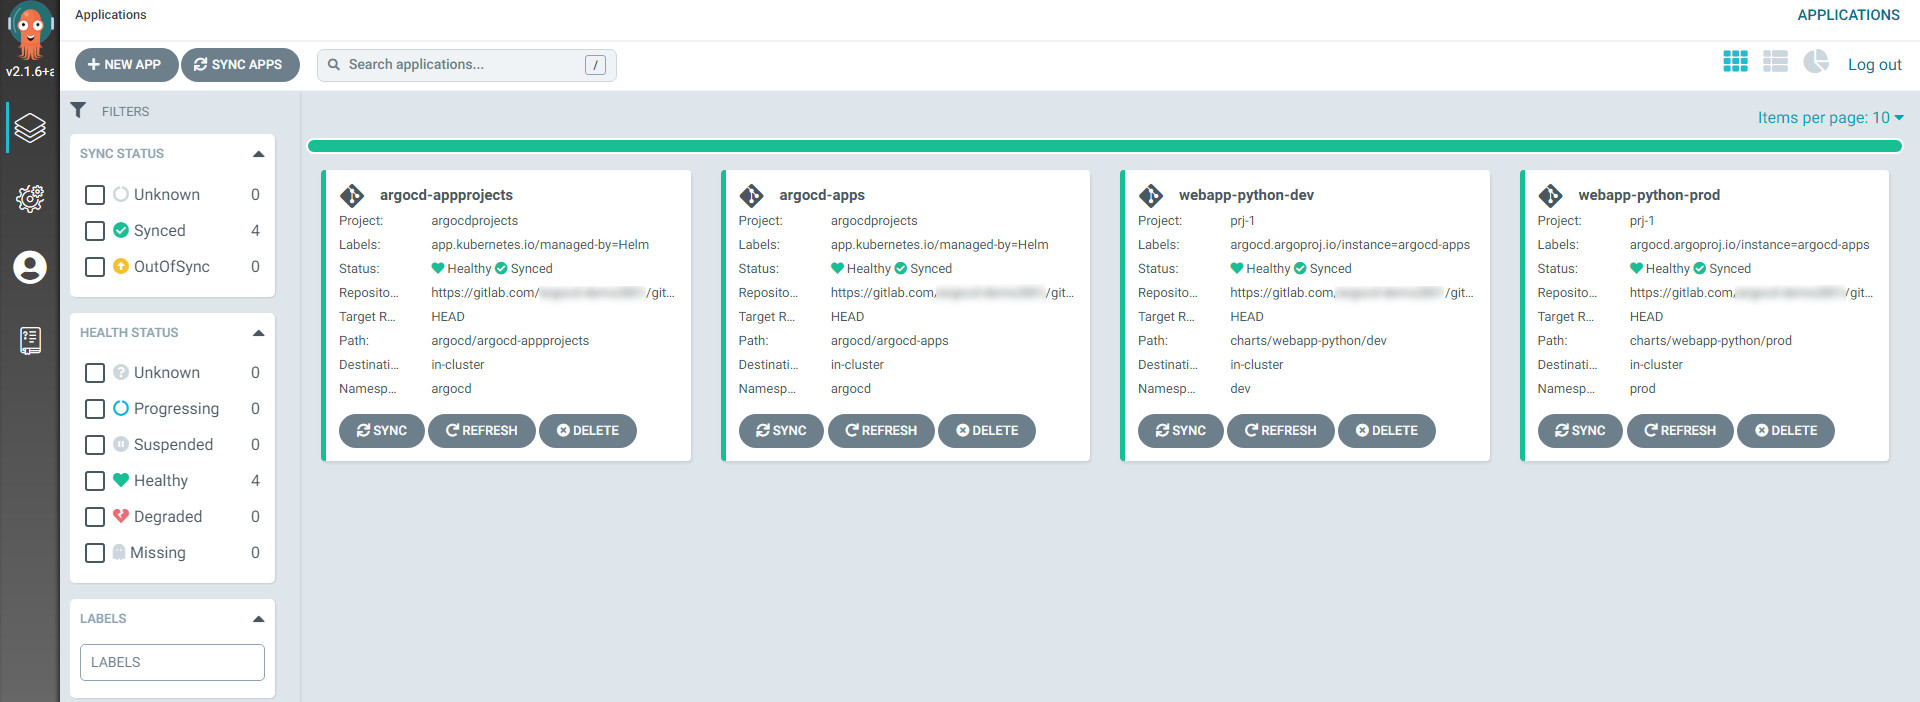 Applications
APPLICATIONS
NEW APP
SYNC APPS
Search applications...
/
Log out
v2.1.6+a
FILTERS
Items per page: 10
SYNC STATUS
Unknown 0
Synced 4
OutOfSync 0
HEALTH STATUS
Unknown 0
Progressing 0
Suspended 0
Healthy 4
Degraded 0
Missing 0
LABELS
LABELS
argocd-appprojects
Project: argocdprojects
Labels: app.kubernetes.io/managed-by=Helm
Status: Healthy Synced
Reposito... https://gitlab.com/ /git...
Target R... HEAD
Path: argocd/argocd-appprojects
Destinati... in-cluster
Namesp... argocd
SYNC REFRESH DELETE
argocd-apps
Project: argocdprojects
Labels: app.kubernetes.io/managed-by=Helm
Status: Healthy Synced
Reposito... https://gitlab.com/ /git...
Target R... HEAD
Path: argocd/argocd-apps
Destinati... in-cluster
Namesp... argocd
SYNC REFRESH DELETE
webapp-python-dev
Project: prj-1
Labels: argocd.argoproj.io/instance=argocd-apps
Status: Healthy Synced
Reposito... https://gitlab.com/ /git...
Target R... HEAD
Path: charts/webapp-python/dev
Destinati... in-cluster
Namesp... dev
SYNC REFRESH DELETE
webapp-python-prod
Project: prj-1
Labels: argocd.argoproj.io/instance=argocd-apps
Status: Healthy Synced
Reposito... https://gitlab.com/ /git...
Target R... HEAD
Path: charts/webapp-python/prod
Destinati... in-cluster
Namesp... prod
SYNC REFRESH DELETE